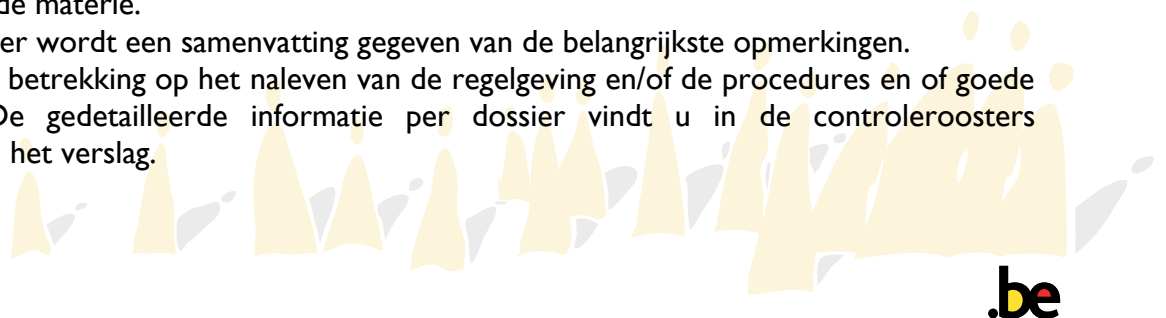 de materie.
er wordt een samenvatting gegeven van de belangrijkste opmerkingen.
betrekking op het naleven van de regelgeving en/of de procedures en of goede
De gedetailleerde informatie per dossier vindt u in de controleroosters
het verslag.
.be